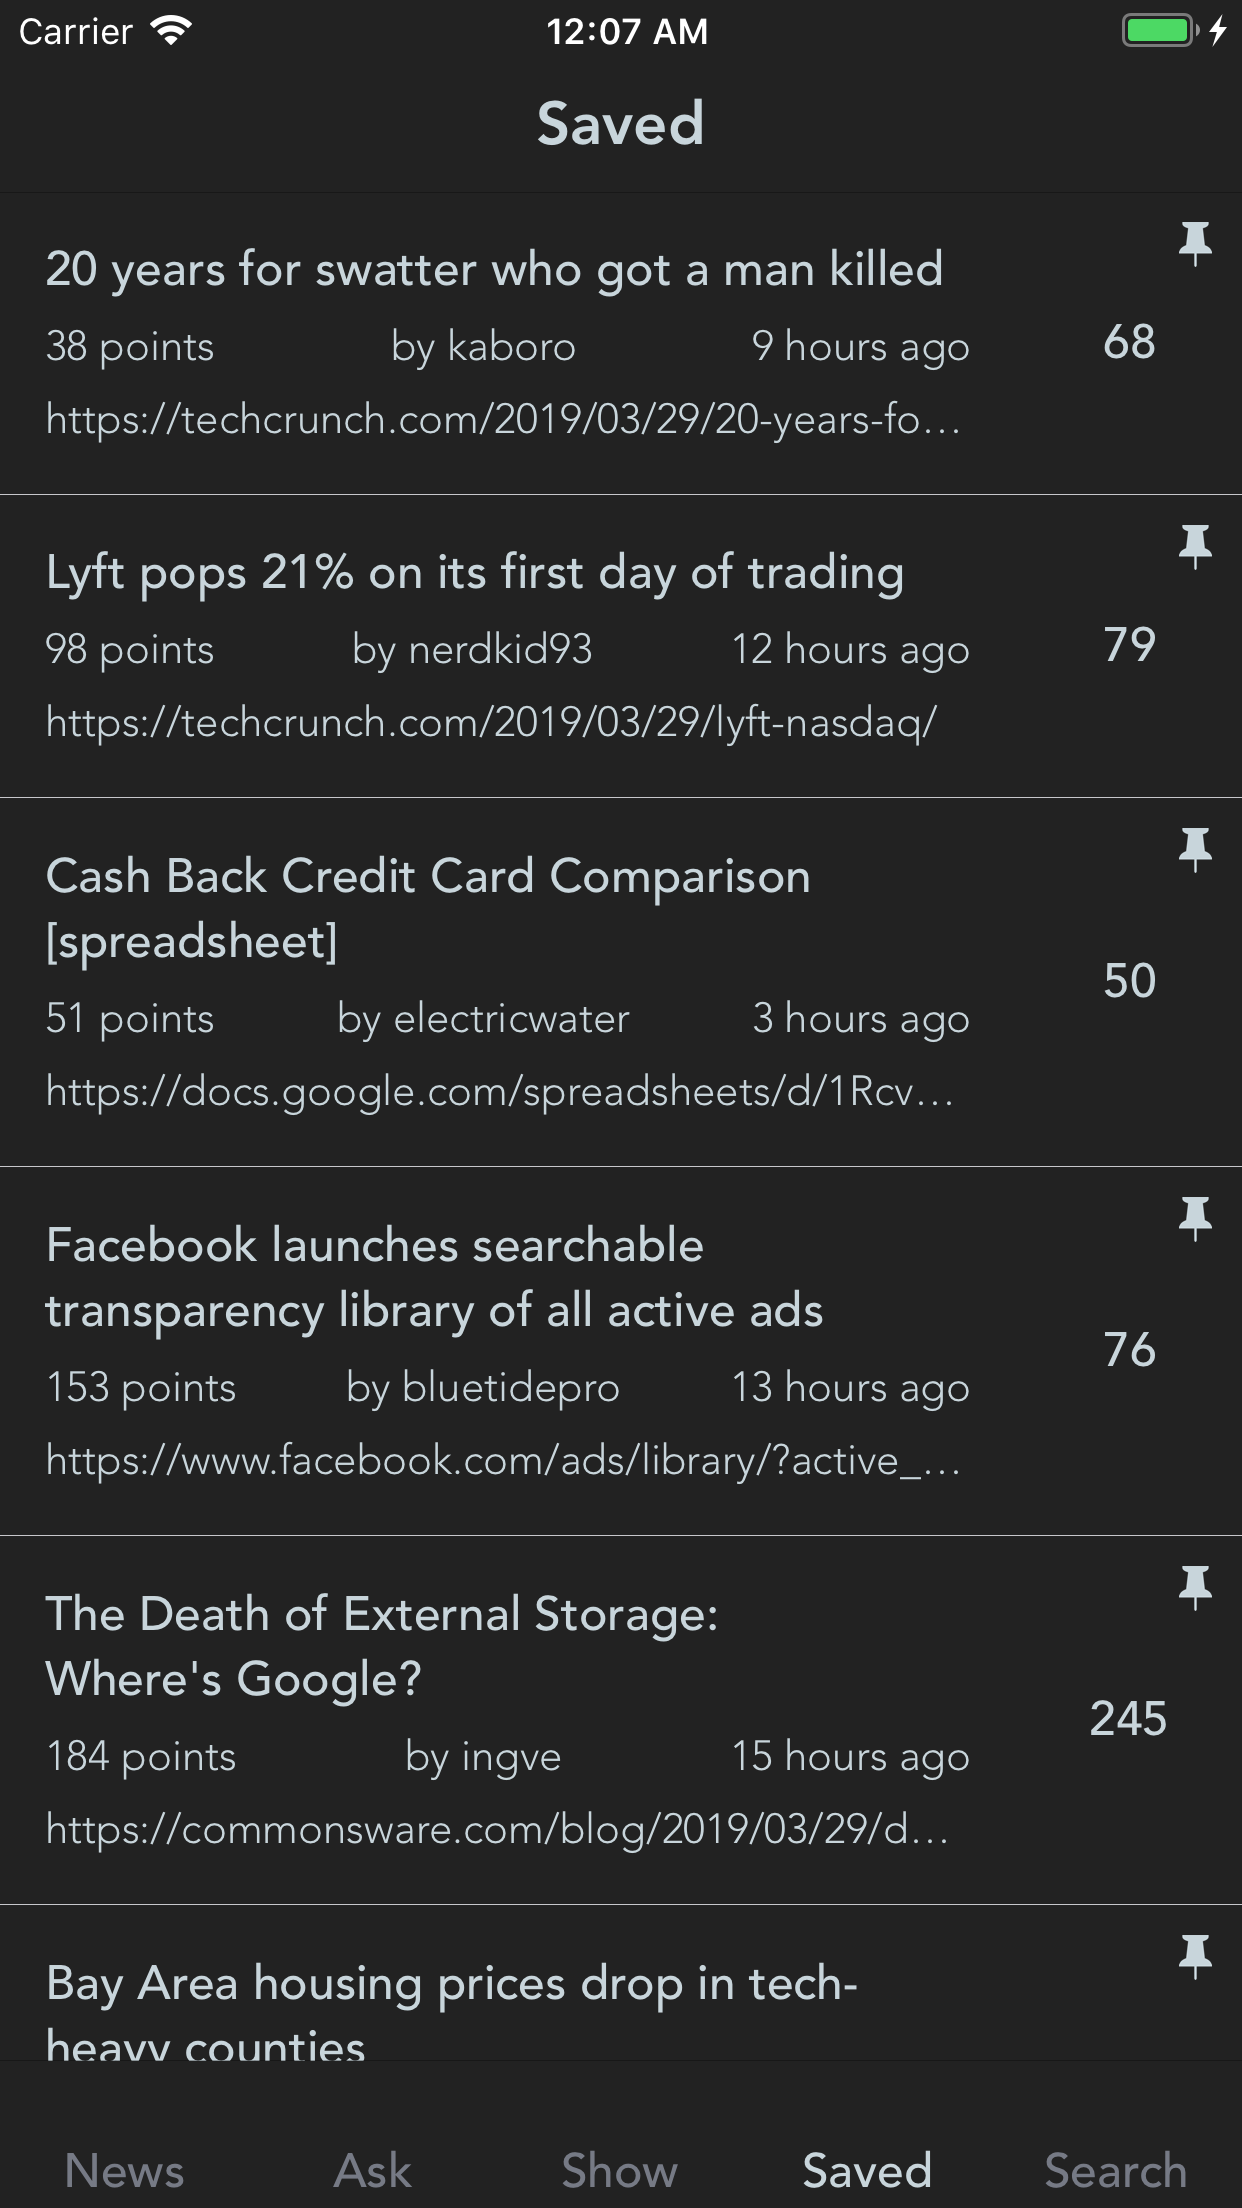 Carrier 12:07 AM
Saved
20 years for swatter who got a man killed
38 points by kaboro 9 hours ago 68
https://techcrunch.com/2019/03/29/20-years-fo...
Lyft pops 21% on its first day of trading
98 points by nerdkid93 12 hours ago 79
https://techcrunch.com/2019/03/29/lyft-nasdaq/
Cash Back Credit Card Comparison
[spreadsheet]
50
51 points by electricwater 3 hours ago
https://docs.google.com/spreadsheets/d/1Rcv...
Facebook launches searchable
transparency library of all active ads
76
153 points by bluetidepro 13 hours ago
https://www.facebook.com/ads/library/?active_...
The Death of External Storage:
Where's Google?
245
184 points by ingve 15 hours ago
https://commonsware.com/blog/2019/03/29/d...
Bay Area housing prices drop in tech-
heavy counties
News Ask Show Saved Search